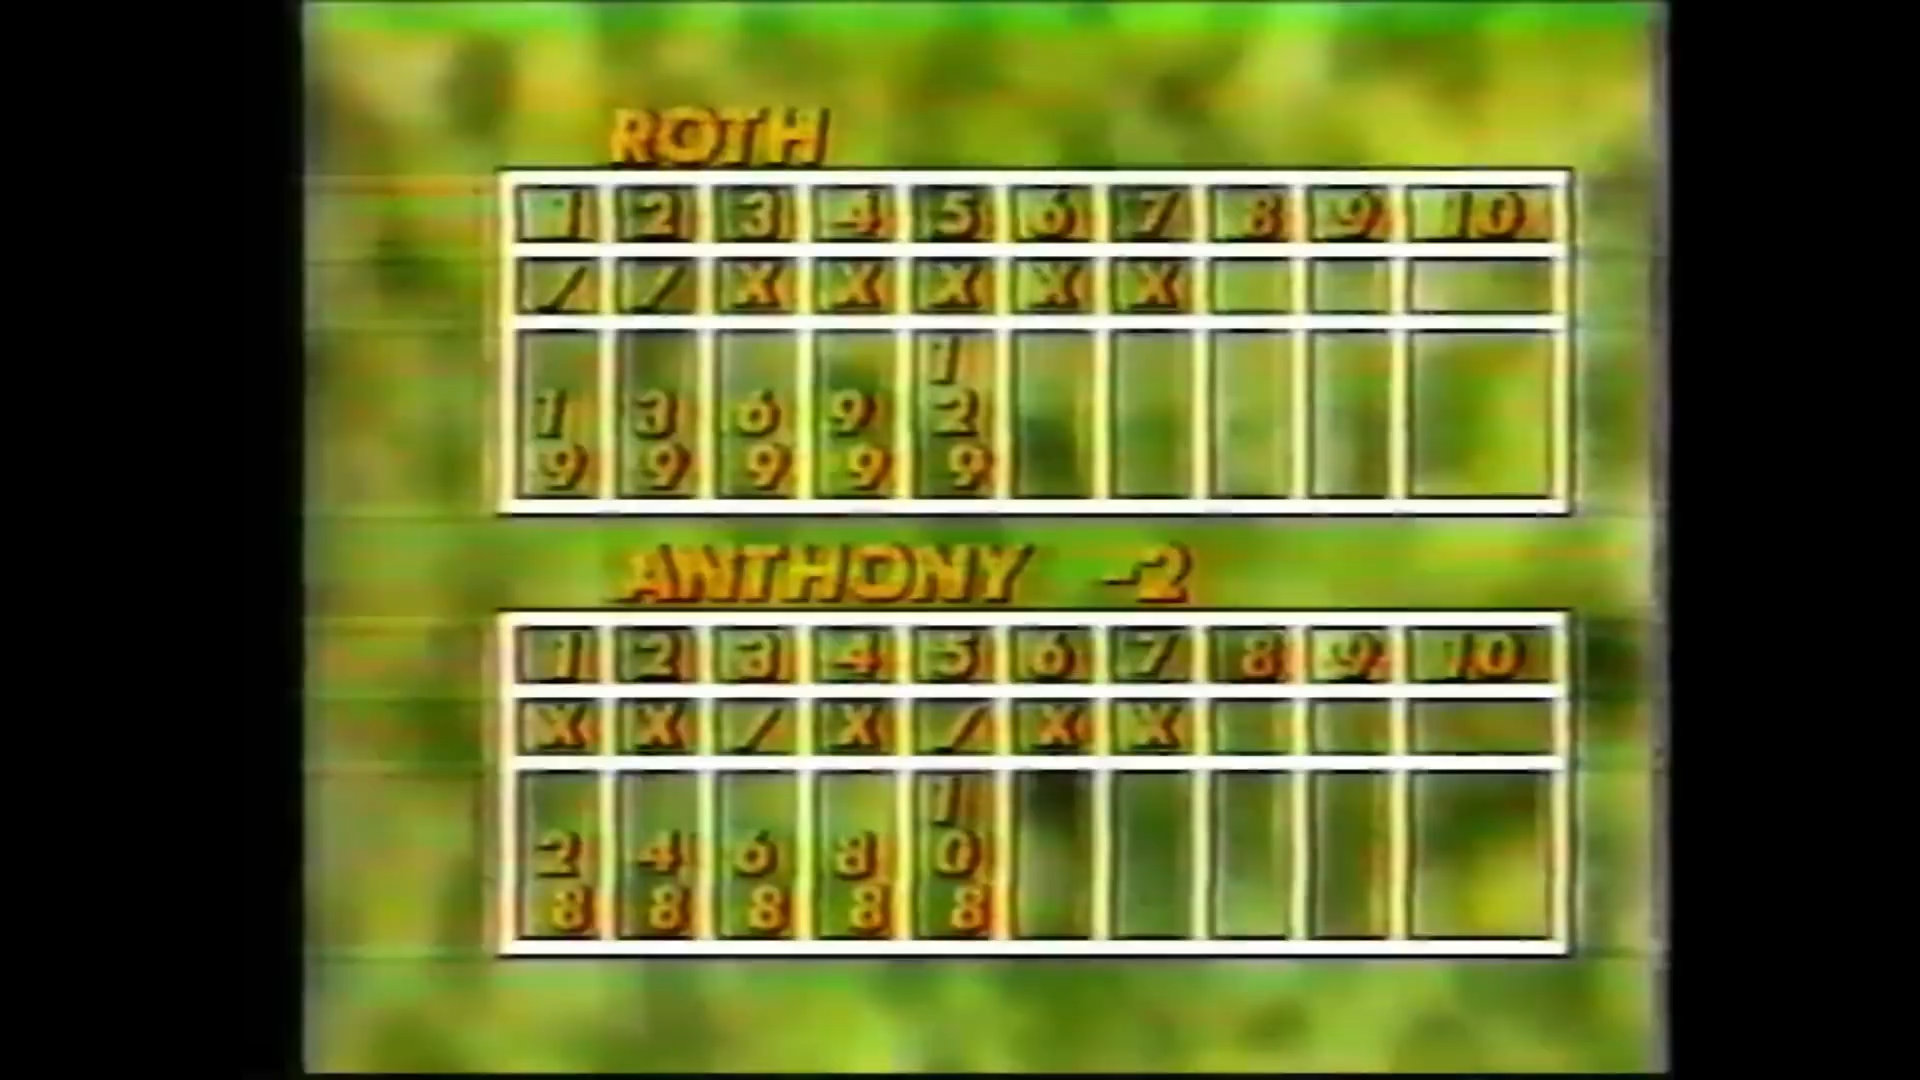 ROTH
1 2 3 4 5 6 7 8 9 10
/ / X X X X X
19 39 69 99 129
ANTHONY -2
1 2 3 4 5 6 7 8 9 10
X X / X / X X
28 48 68 88 108